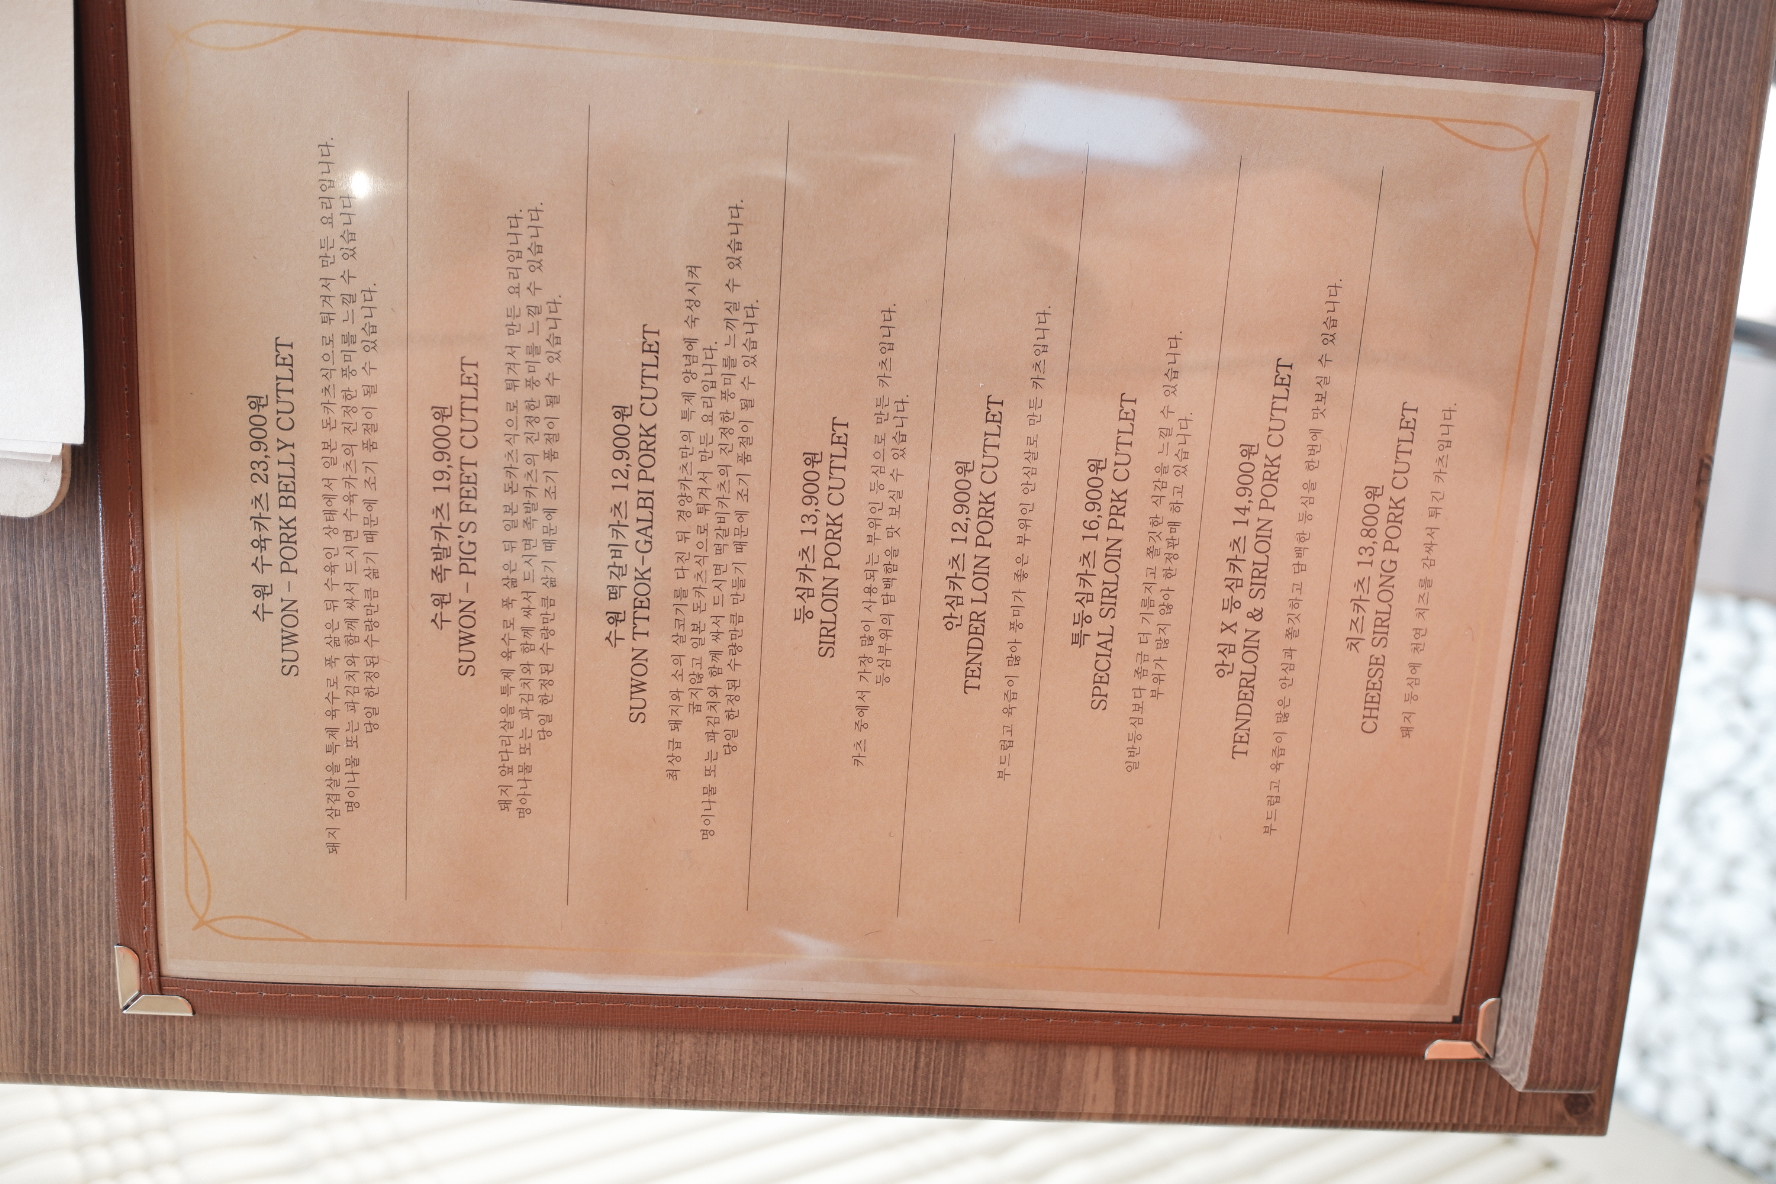 수원 수육카츠 23,900원
SUWON – PORK BELLY CUTLET
돼지 삼겹살을 특제 육수로 푹 삶은 뒤 수육인 상태에서 일본 돈카츠식으로 튀겨서 만든 요리입니다.
명이나물 또는 파김치와 함께 싸서 드시면 수육카츠의 진정한 풍미를 느낄 수 있습니다.
당일 한정된 수량만큼 삶기 때문에 조기 품절이 될 수 있습니다.
수원 족발카츠 19,900원
SUWON – PIG'S FEET CUTLET
돼지 앞다리살을 특제 육수로 푹 삶은 뒤 일본 돈카츠식으로 튀겨서 만든 요리입니다.
명아나물 또는 파김치와 함께 싸서 드시면 족발카츠의 진정한 풍미를 느낄 수 있습니다.
당일 한정된 수량만큼 삶기 때문에 조기 품절이 될 수 있습니다.
수원 떡갈비카츠 12,900원
SUWON TTEOK-GALBI PORK CUTLET
최상급 돼지와 소의 살코기를 다진 뒤 경양카츠만의 특제 양념에 숙성시켜
굽지않고 일본 돈카츠식으로 튀겨서 만든 요리입니다.
명이나물 또는 파김치와 함께 싸서 드시면 떡갈비카츠의 진정한 풍미를 느끼실 수 있습니다.
당일 한정된 수량만큼 만들기 때문에 조기 품절이 될 수 있습니다.
등심카츠 13,900원
SIRLOIN PORK CUTLET
카츠 중에서 가장 많이 사용되는 부위인 등심으로 만든 카츠입니다.
등심부위의 담백함을 맛 보실 수 있습니다.
안심카츠 12,900원
TENDER LOIN PORK CUTLET
부드럽고 육즙이 많아 풍미가 좋은 부위인 안심살로 만든 카츠입니다.
특등심카츠 16,900원
SPECIAL SIRLOIN PRK CUTLET
일반등심보다 좀금 더 기름지고 쫄깃한 식감을 느낄 수 있습니다.
부위가 많지 않아 한정판매 하고 있습니다.
안심 X 등심카츠 14,900원
TENDERLOIN & SIRLOIN PORK CUTLET
부드럽고 육즙이 많은 안심과 쫄깃하고 담백한 등심을 한번에 맛보실 수 있습니다.
치즈카츠 13,800원
CHEESE SIRLONG PORK CUTLET
돼지 등심에 천연 치즈를 감싸서 튀긴 카츠입니다.